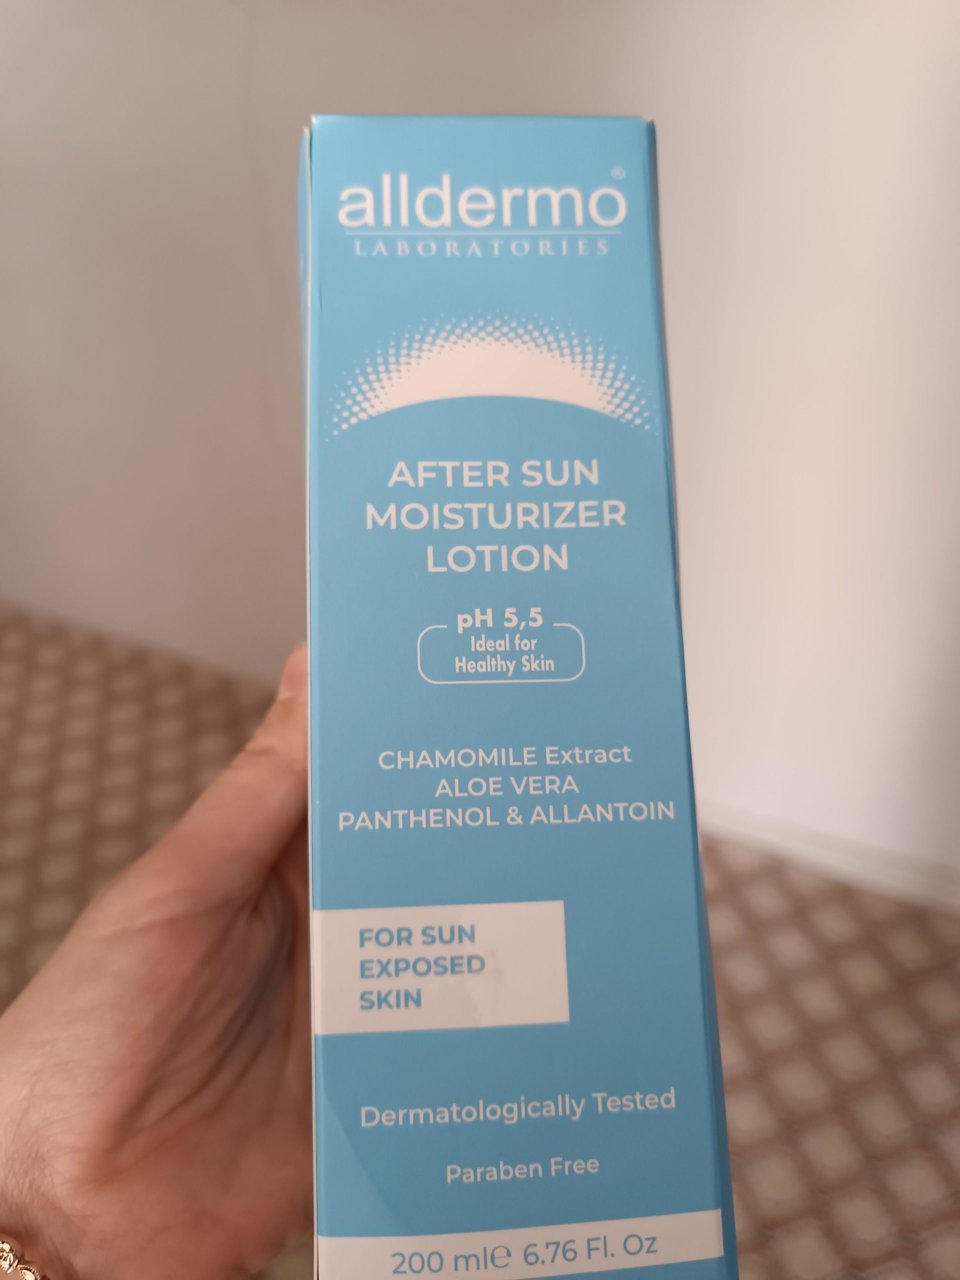 alldermo®
LABORATORIES
AFTER SUN
MOISTURIZER
LOTION
pH 5,5
Ideal for
Healthy Skin
CHAMOMILE Extract
ALOE VERA
PANTHENOL & ALLANTOIN
FOR SUN
EXPOSED
SKIN
Dermatologically Tested
Paraben Free
200 ml℮ 6.76 Fl. Oz